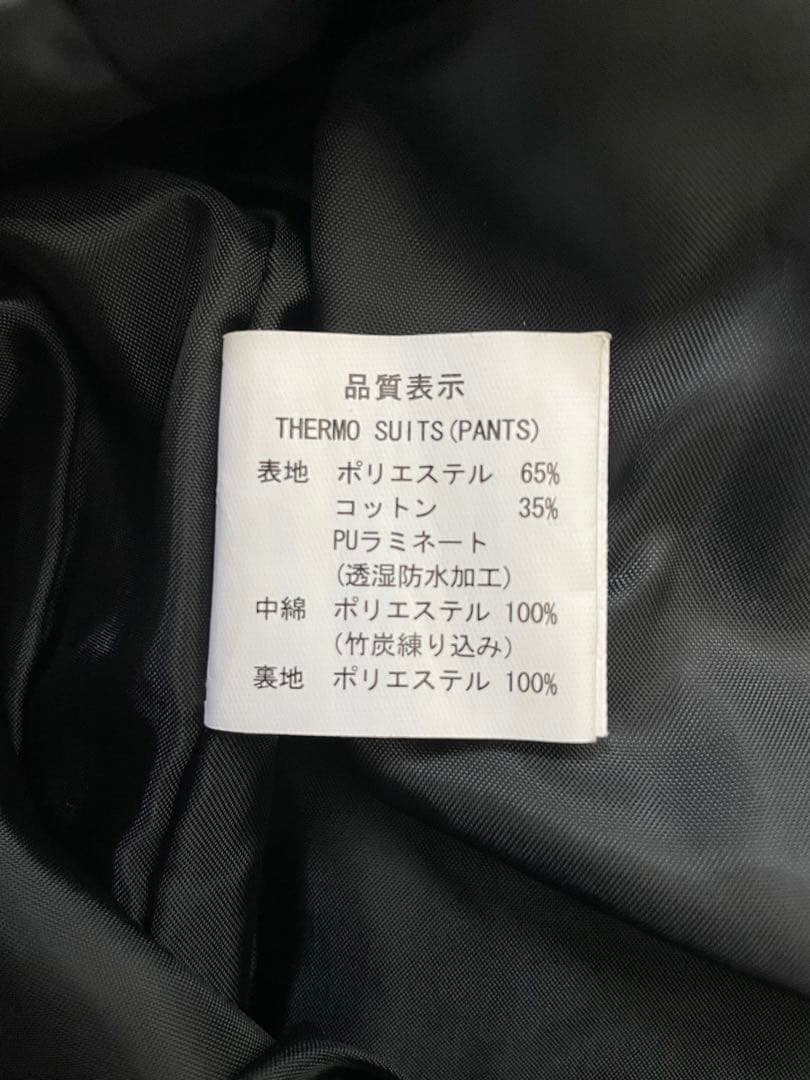 品質表示
THERMO SUITS(PANTS)
表地 ポリエステル 65%
コットン 35%
PUラミネート
(透湿防水加工)
中綿 ポリエステル 100%
(竹炭練り込み)
裏地 ポリエステル 100%